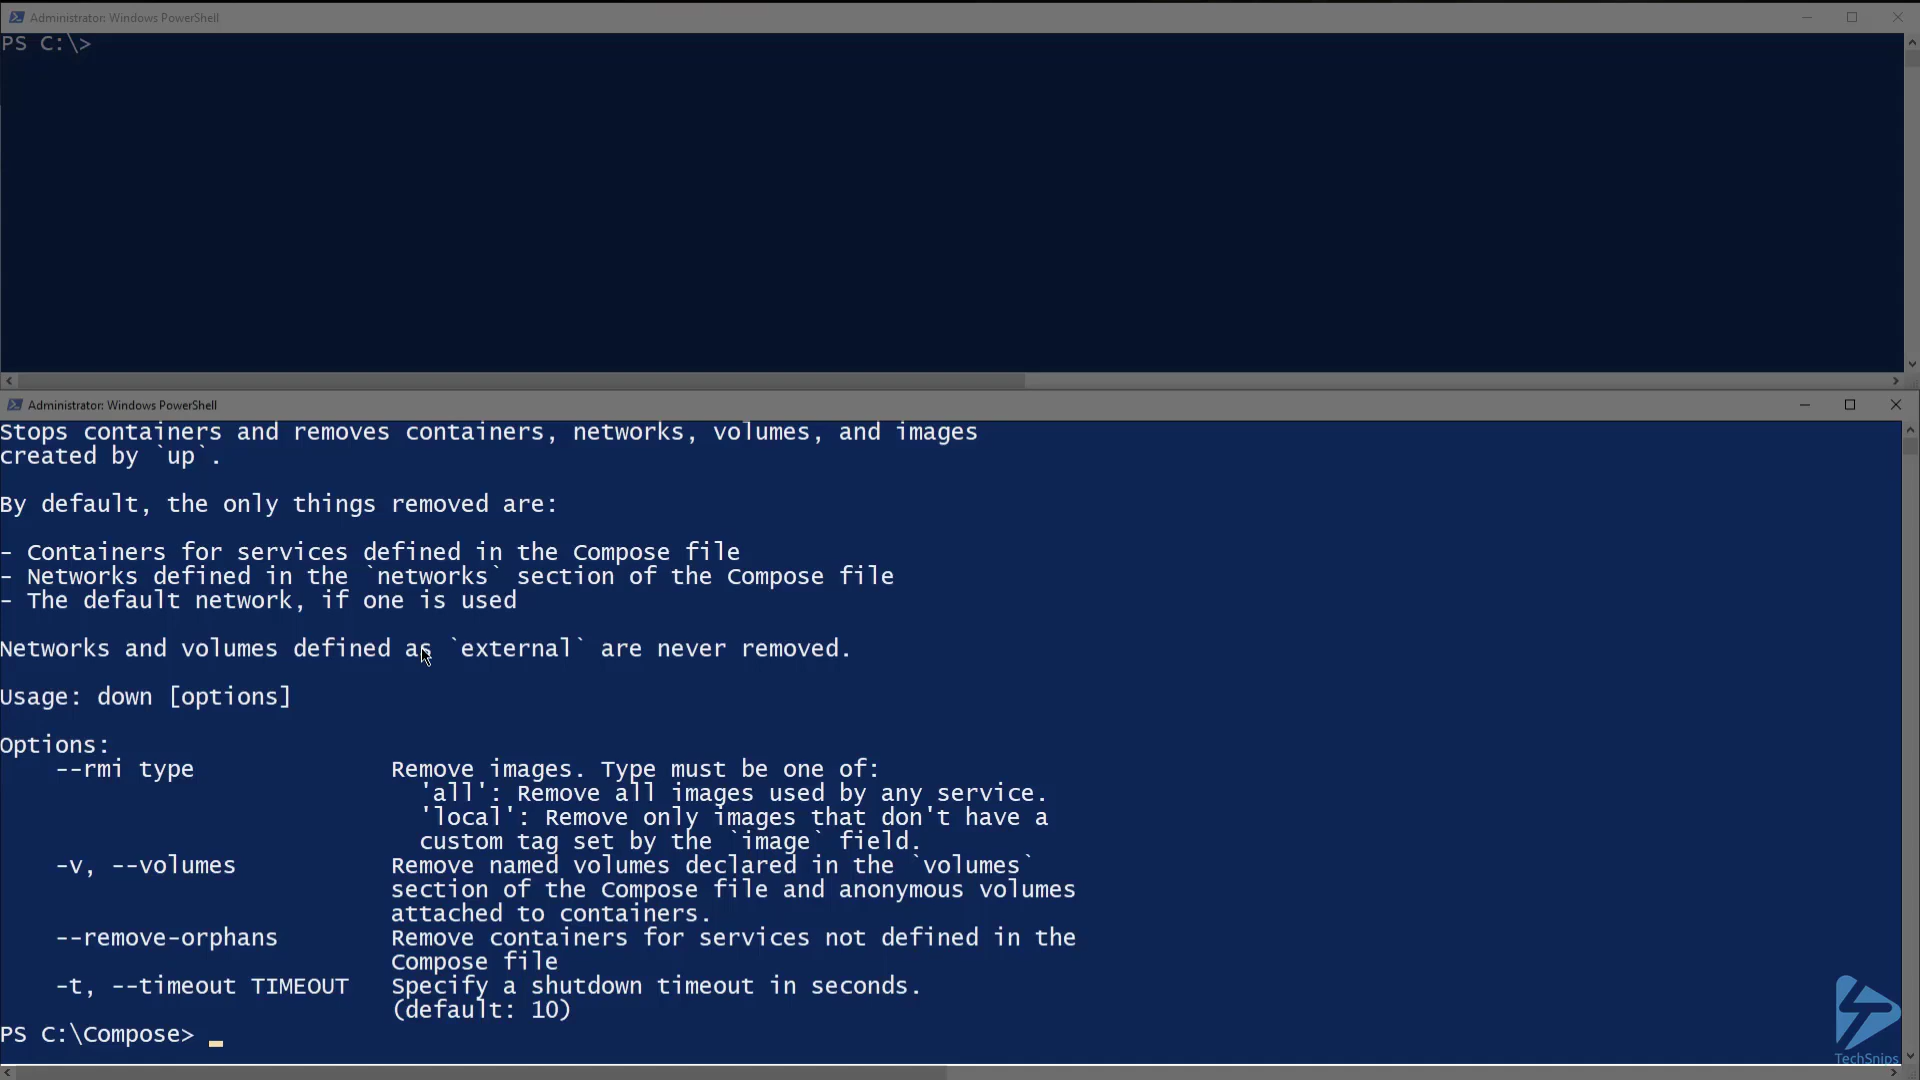 Administrator: Windows PowerShell
PS C:\>
Administrator: Windows PowerShell
Stops containers and removes containers, networks, volumes, and images
created by `up`.
By default, the only things removed are:
- Containers for services defined in the Compose file
- Networks defined in the `networks` section of the Compose file
- The default network, if one is used
Networks and volumes defined as `external` are never removed.
Usage: down [options]
Options:
--rmi type Remove images. Type must be one of:
'all': Remove all images used by any service.
'local': Remove only images that don't have a
custom tag set by the `image` field.
-v, --volumes Remove named volumes declared in the `volumes`
section of the Compose file and anonymous volumes
attached to containers.
--remove-orphans Remove containers for services not defined in the
Compose file
-t, --timeout TIMEOUT Specify a shutdown timeout in seconds.
(default: 10)
PS C:\Compose>
TechSnips